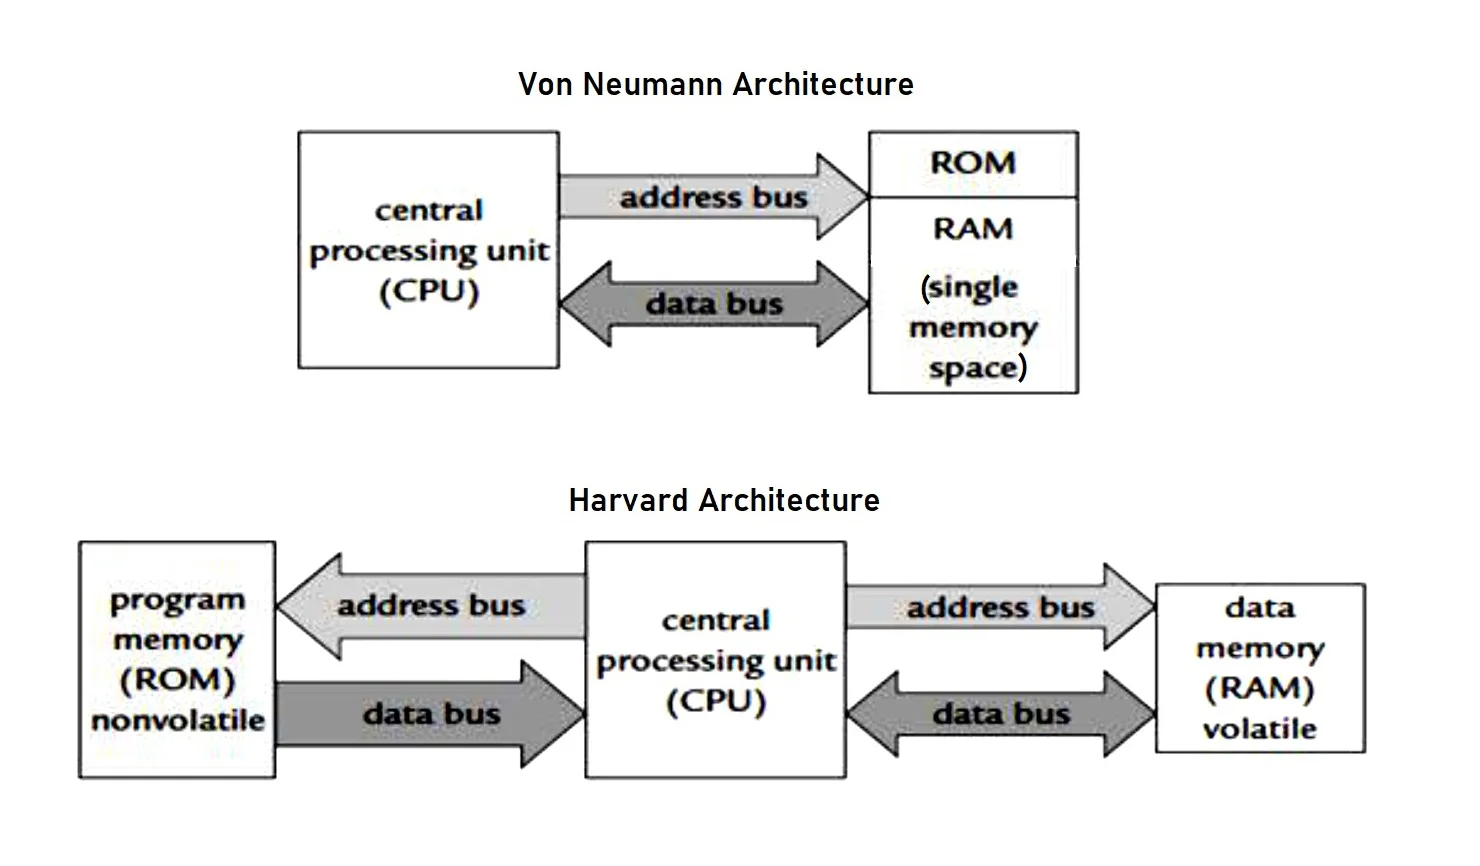 Von Neumann Architecture
central
processing unit
(CPU)
address bus
data bus
ROM
RAM
(single
memory
space)
Harvard Architecture
program
memory
(ROM)
nonvolatile
address bus
data bus
central
processing unit
(CPU)
address bus
data bus
data
memory
(RAM)
volatile